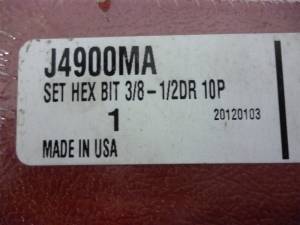 J4900MA
SET HEX BIT 3/8-1/2DR 10P
1
20120103
MADE IN USA